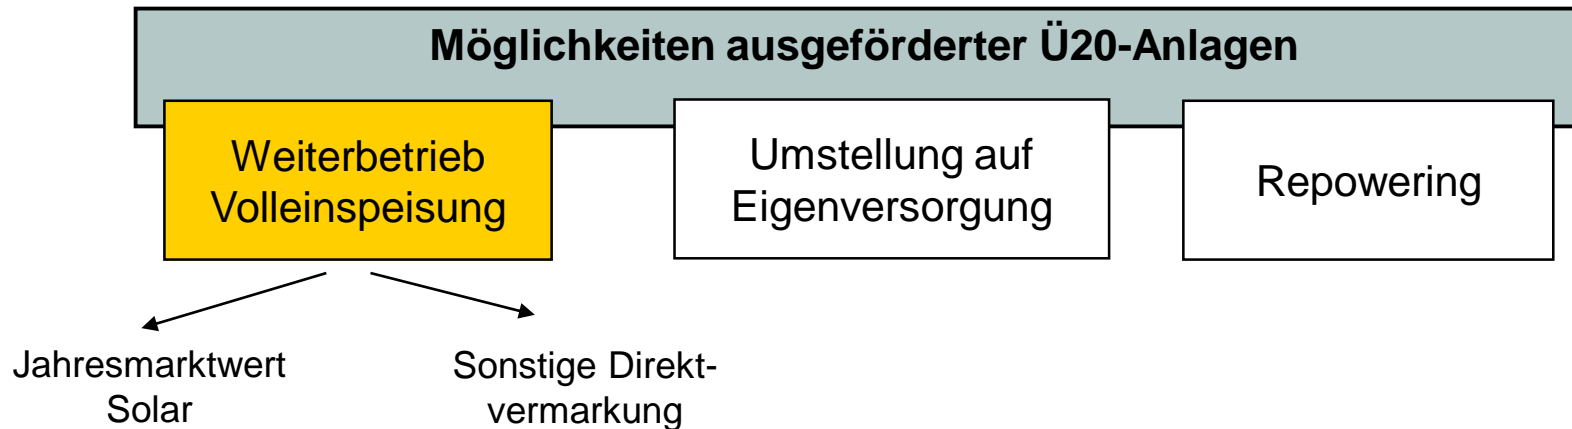 Möglichkeiten ausgeförderter Ü20-Anlagen
Weiterbetrieb
Volleinspeisung
Umstellung auf
Eigenversorgung
Repowering
Jahresmarktwert
Solar
Sonstige Direkt-
vermarkung